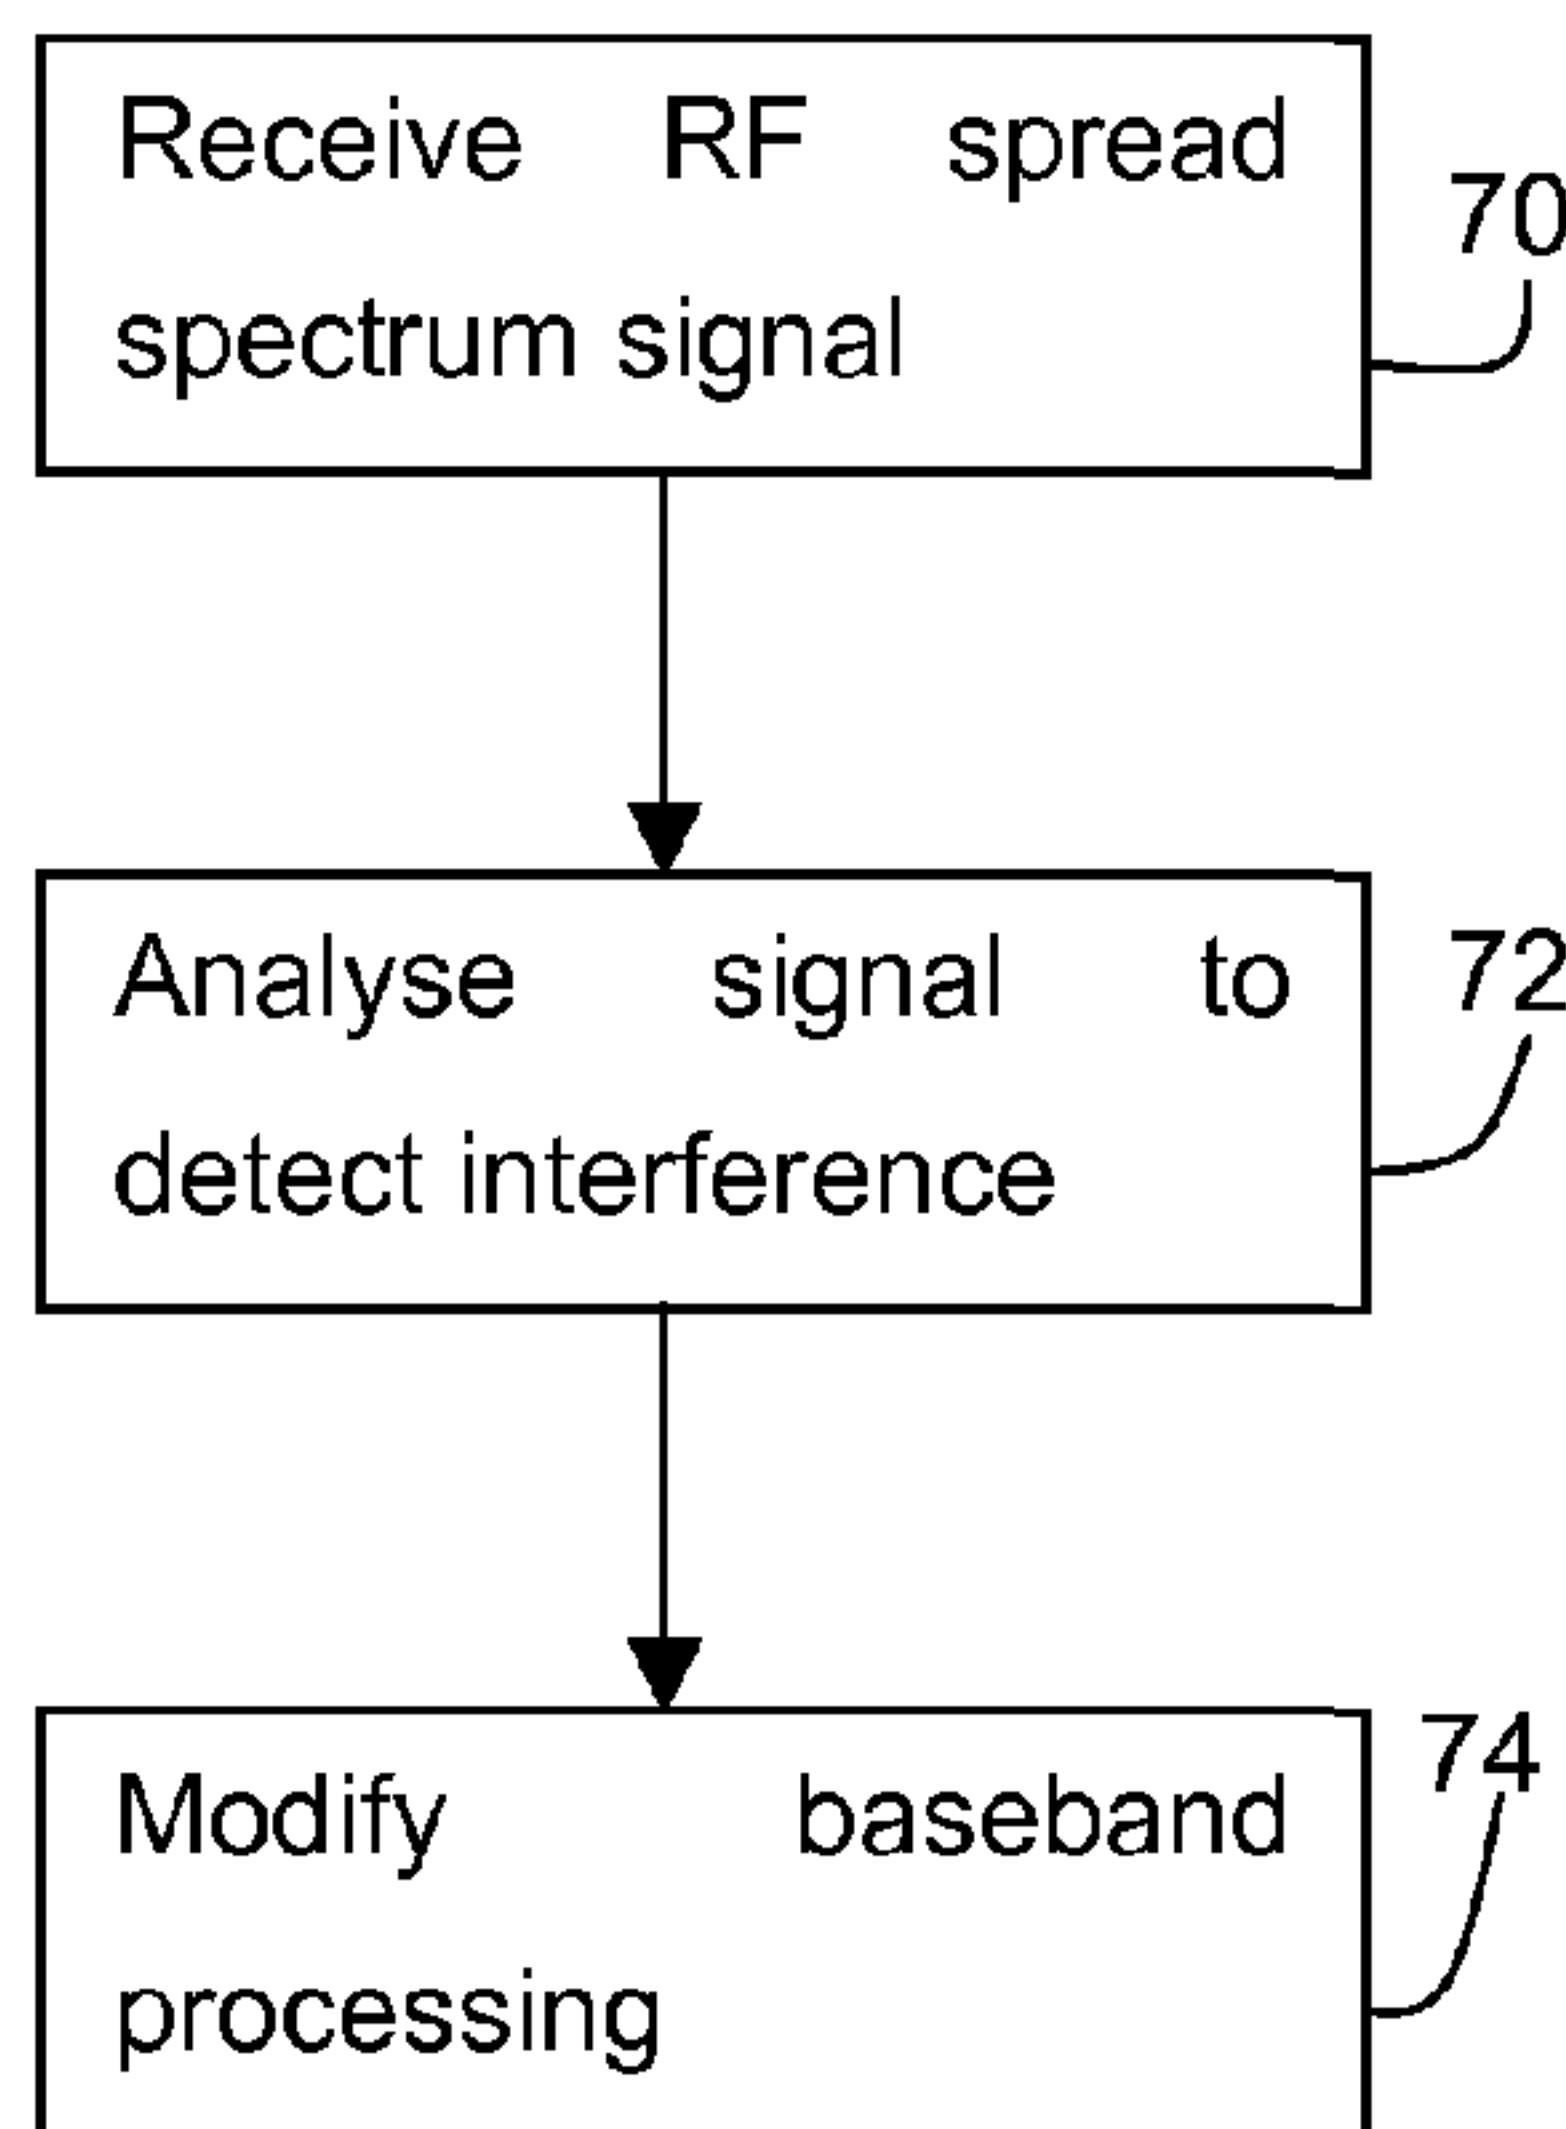 Receive RF spread
spectrum signal
70
Analyse signal to
detect interference
72
Modify baseband
processing
74